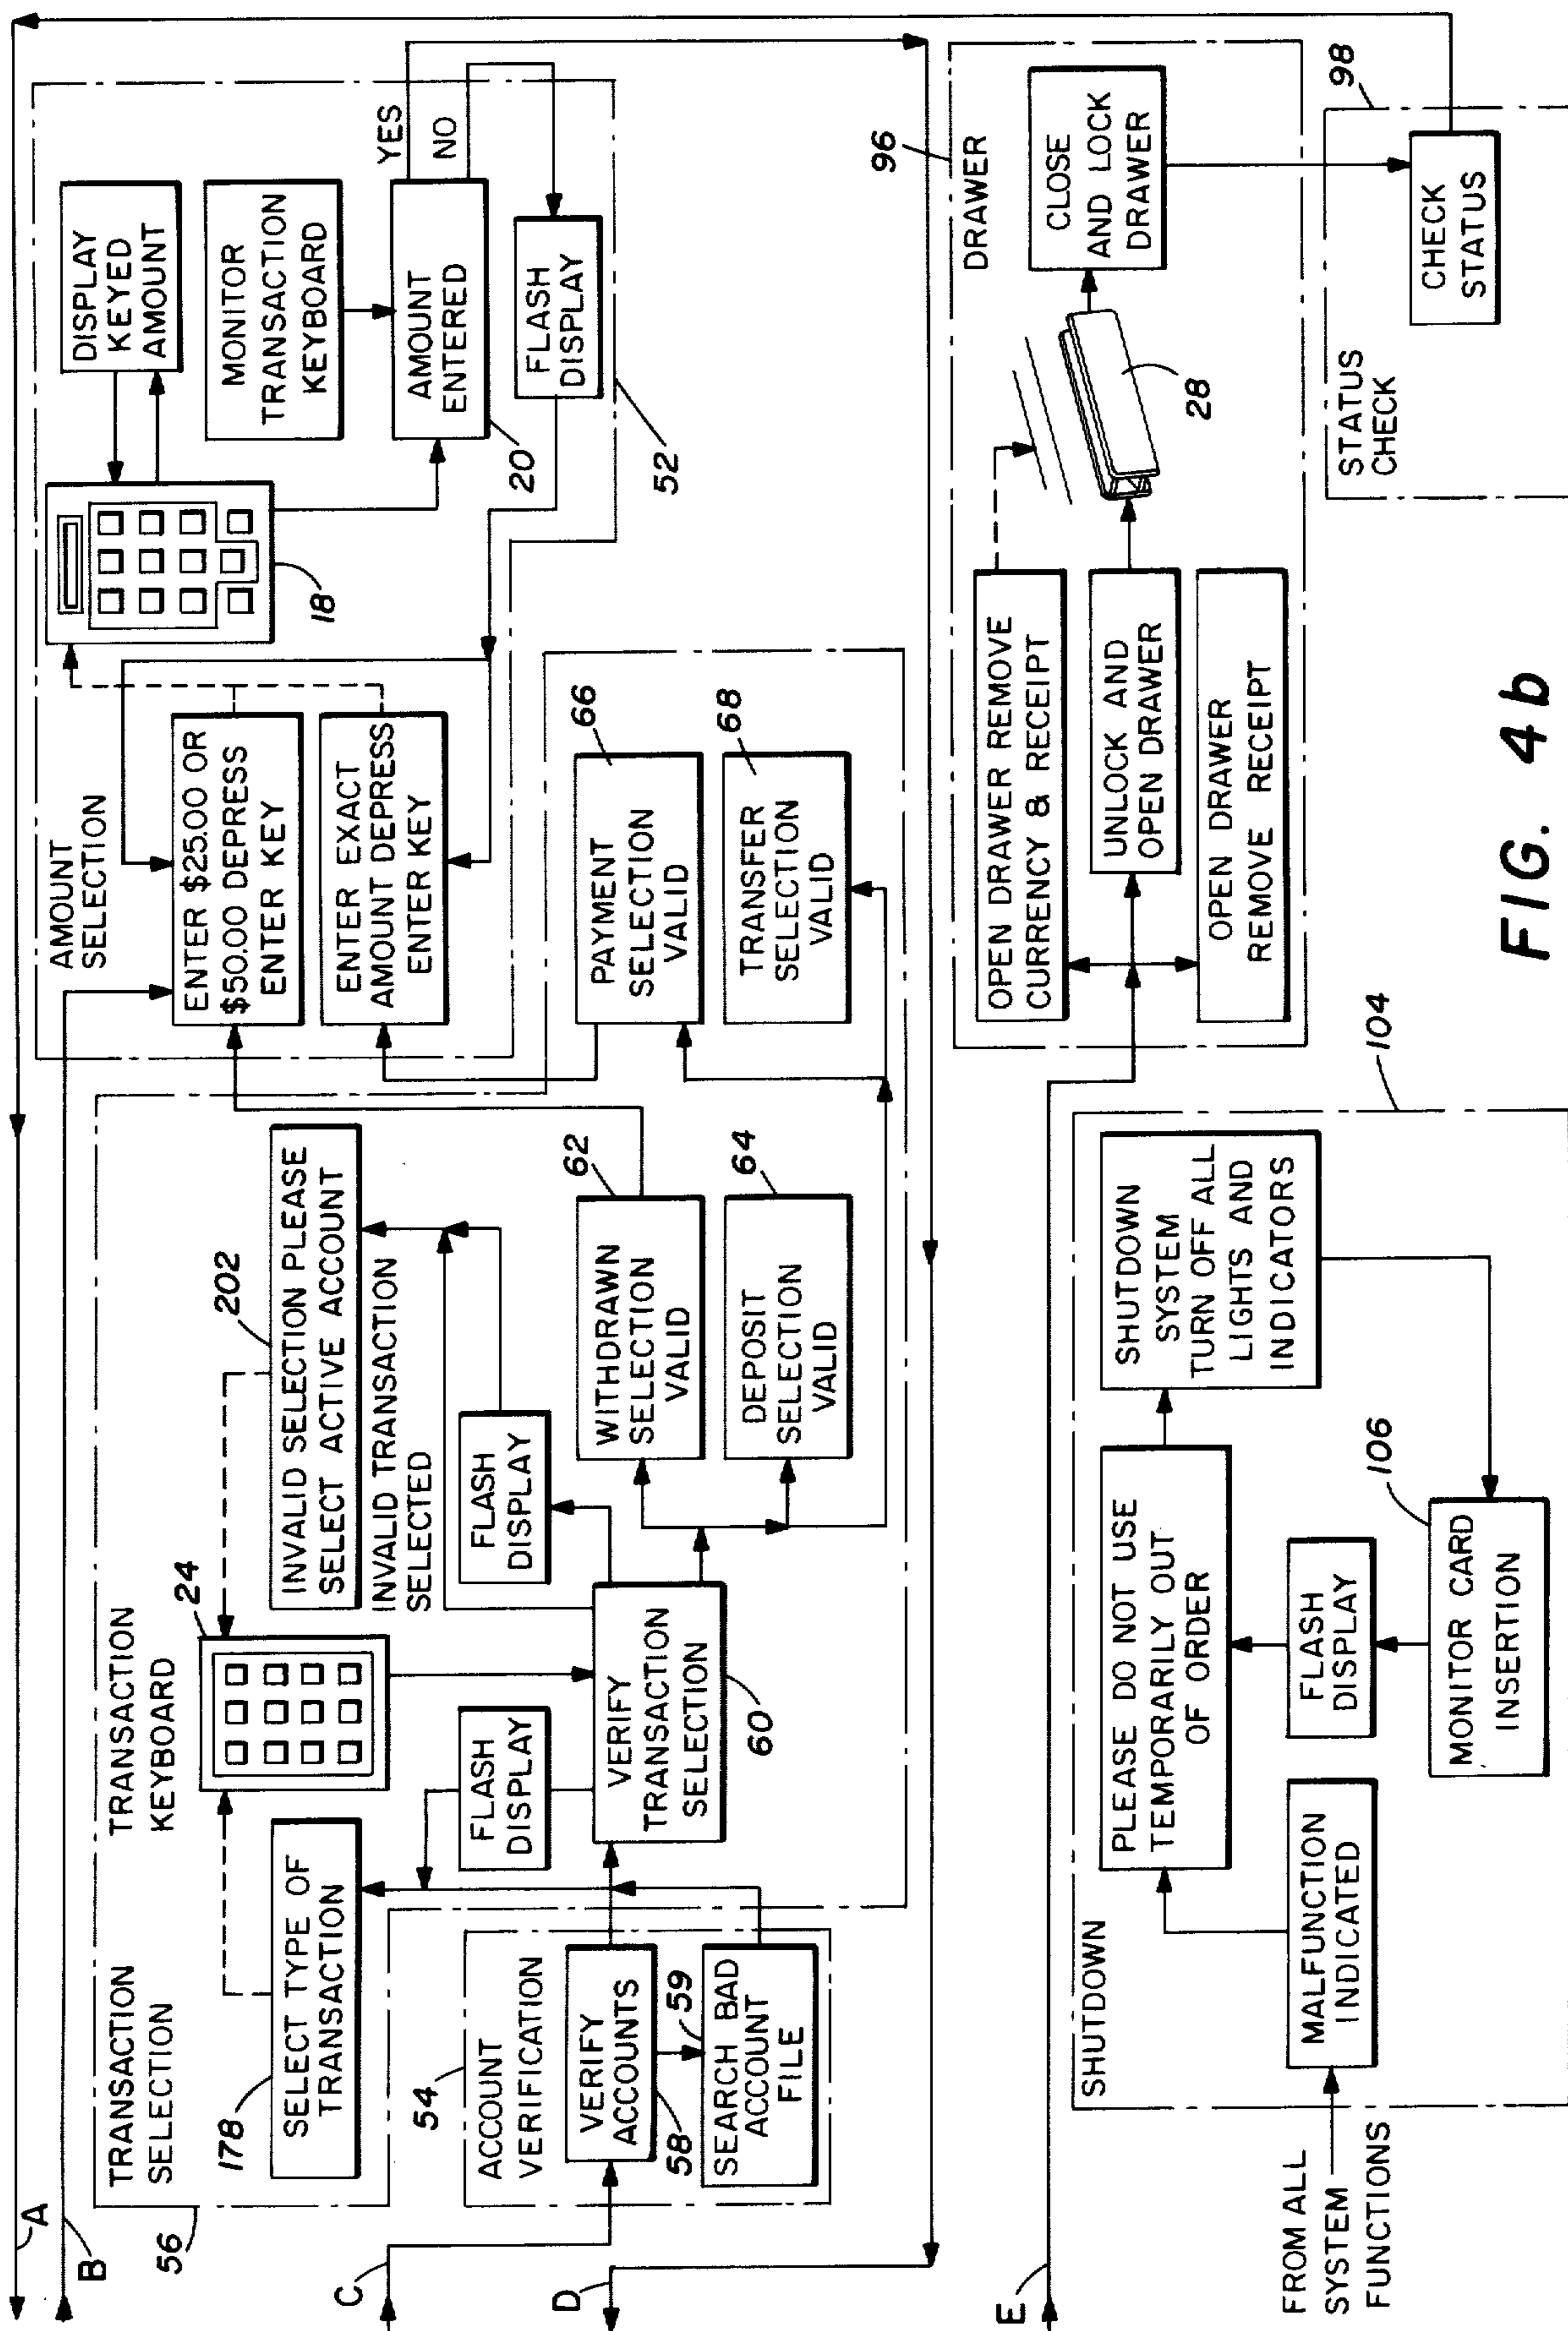 A
B
TRANSACTION
SELECTION
TRANSACTION
KEYBOARD
AMOUNT
SELECTION
56
178
SELECT TYPE OF
TRANSACTION
24
202
INVALID SELECTION PLEASE
SELECT ACTIVE ACCOUNT
INVALID TRANSACTION
SELECTED
FLASH
DISPLAY
FLASH
DISPLAY
ENTER $25.00 OR
$50.00 DEPRESS
ENTER KEY
ENTER EXACT
AMOUNT DEPRESS
ENTER KEY
18
DISPLAY
KEYED
AMOUNT
MONITOR
TRANSACTION
KEYBOARD
AMOUNT
ENTERED
20
YES
NO
FLASH
DISPLAY
52
C
54
ACCOUNT
VERIFICATION
VERIFY
ACCOUNTS
58
59
SEARCH BAD
ACCOUNT
FILE
VERIFY
TRANSACTION
SELECTION
60
62
WITHDRAWN
SELECTION
VALID
64
DEPOSIT
SELECTION
VALID
66
PAYMENT
SELECTION
VALID
68
TRANSFER
SELECTION
VALID
D
E
96
DRAWER
OPEN DRAWER REMOVE
CURRENCY & RECEIPT
UNLOCK AND
OPEN DRAWER
OPEN DRAWER
REMOVE RECEIPT
28
CLOSE
AND LOCK
DRAWER
98
STATUS
CHECK
CHECK
STATUS
SHUTDOWN
104
FROM ALL
SYSTEM
FUNCTIONS
MALFUNCTION
INDICATED
PLEASE DO NOT USE
TEMPORARILY OUT
OF ORDER
SHUTDOWN
SYSTEM
TURN OFF ALL
LIGHTS AND
INDICATORS
FLASH
DISPLAY
106
MONITOR CARD
INSERTION
FIG. 4b